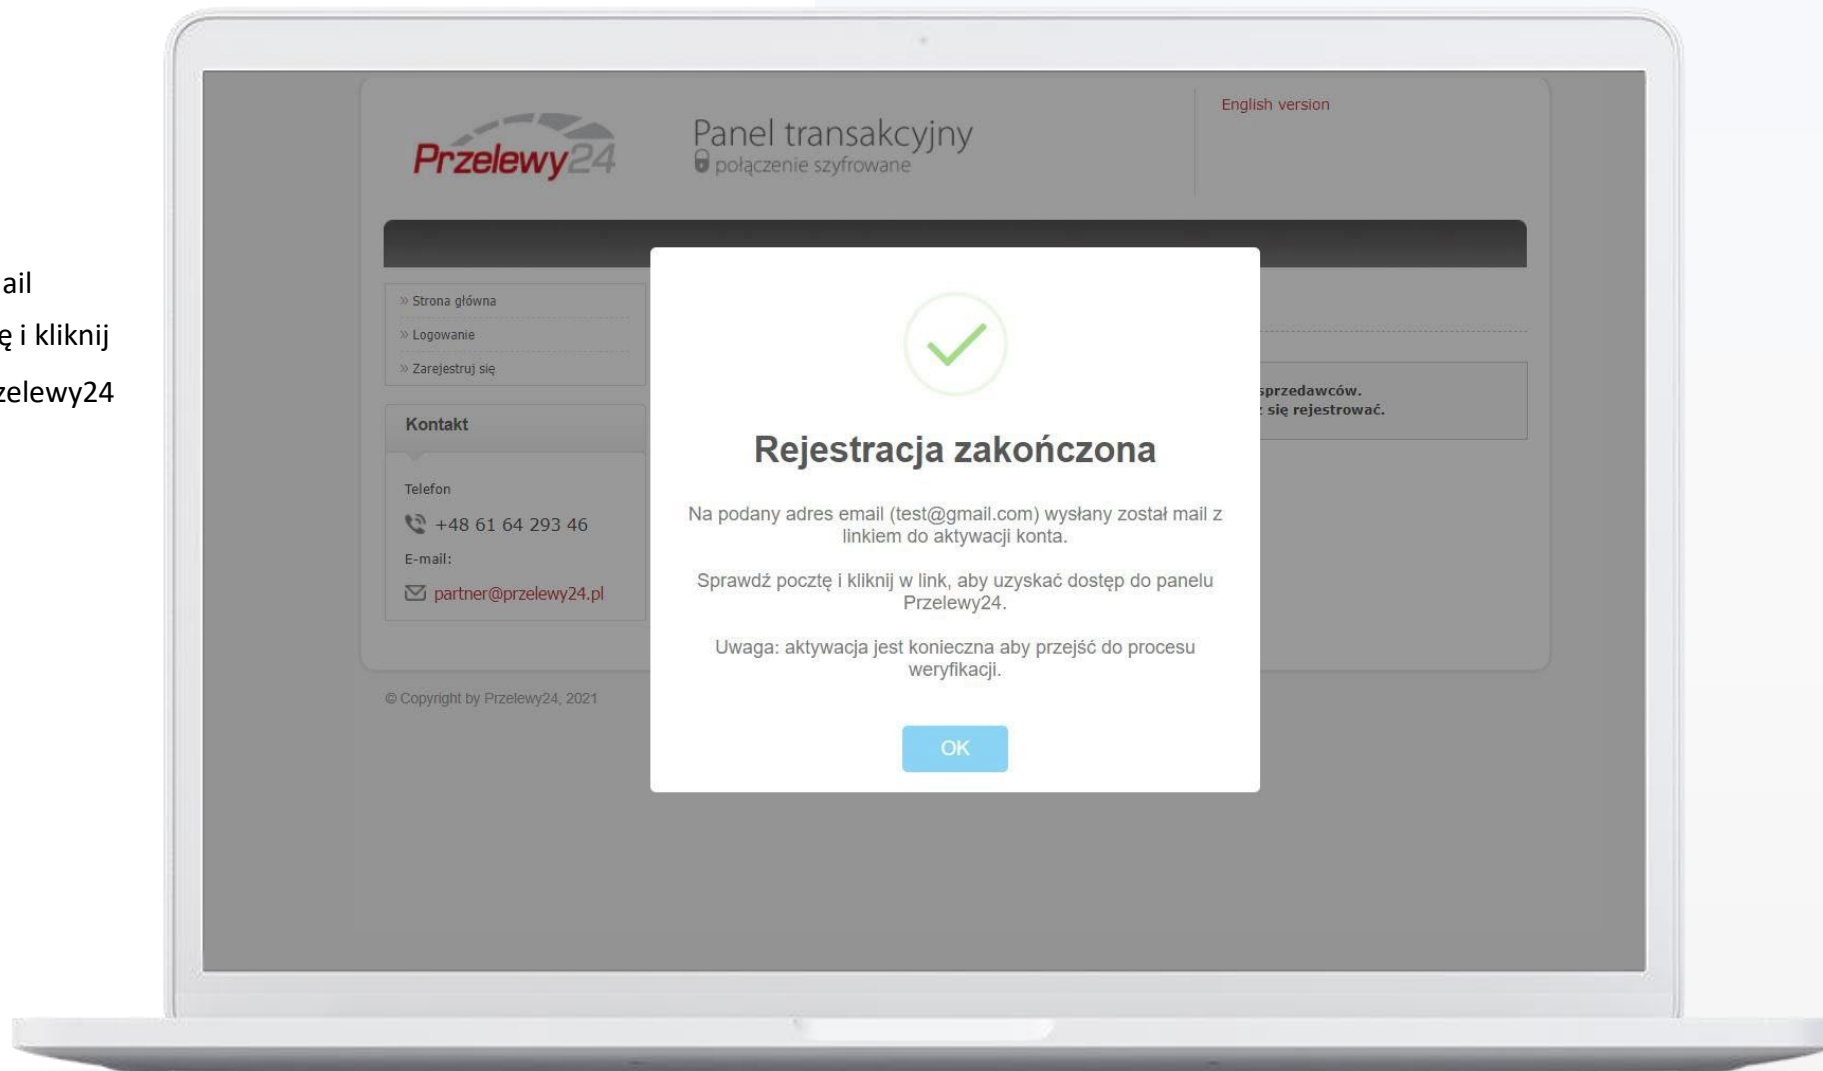 ę i kliknij
Przelewy24
Panel transakcyjny
połączenie szyfrowane
English version
» Strona główna
» Logowanie
» Zarejestruj się
Kontakt
Telefon
+48 61 64 293 46
E-mail:
partner@przelewy24.pl
sprzedawców.
się rejestrować.
Rejestracja zakończona
Na podany adres email (test@gmail.com) wysłany został mail z
linkiem do aktywacji konta.
Sprawdź pocztę i kliknij w link, aby uzyskać dostęp do panelu
Przelewy24.
Uwaga: aktywacja jest konieczna aby przejść do procesu
weryfikacji.
OK
© Copyright by Przelewy24, 2021